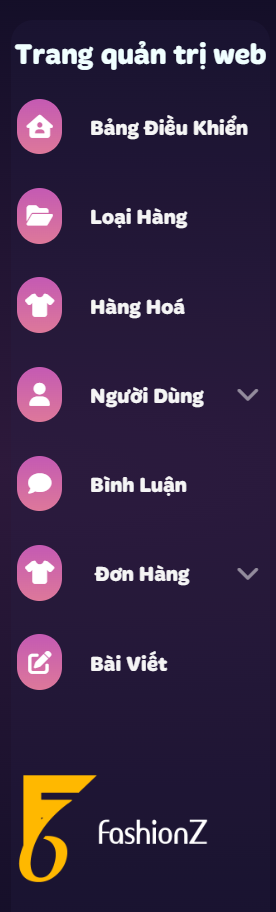 Trang quản trị web
Bảng Điều Khiển
Loại Hàng
Hàng Hoá
Người Dùng
Bình Luận
Đơn Hàng
Bài Viết
FashionZ